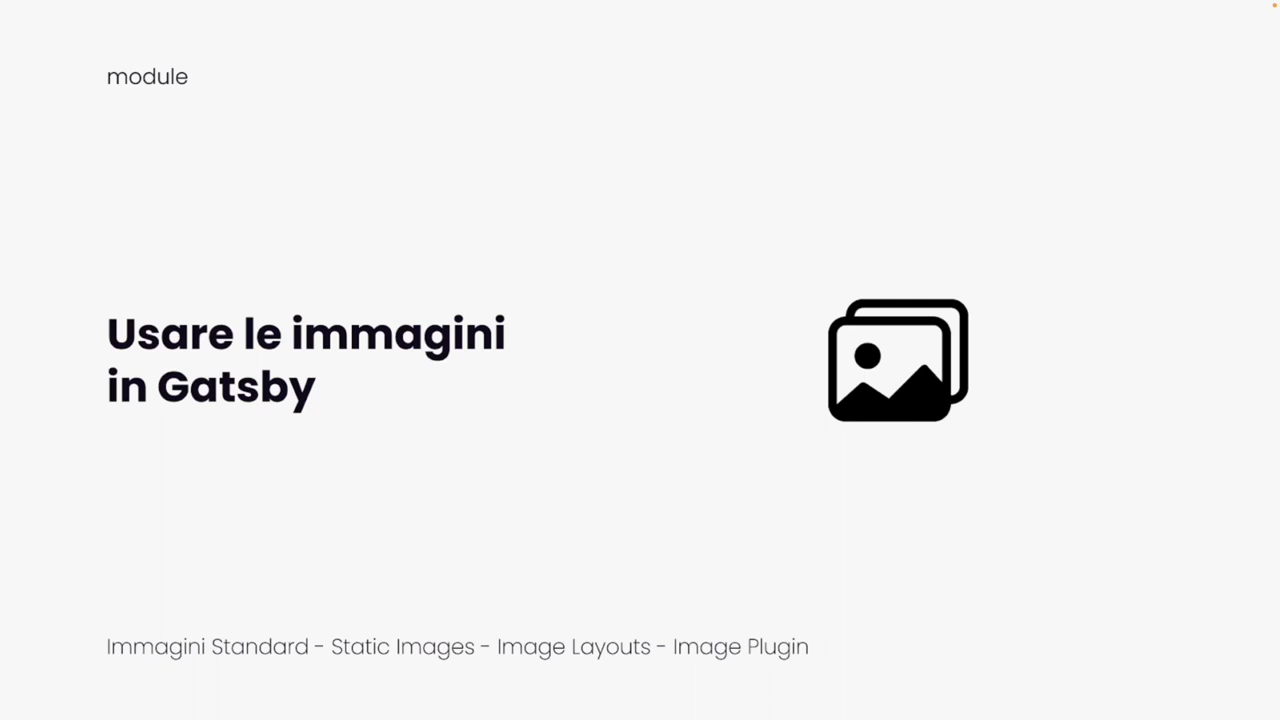 module
Usare le immagini
in Gatsby
Immagini Standard - Static Images - Image Layouts - Image Plugin